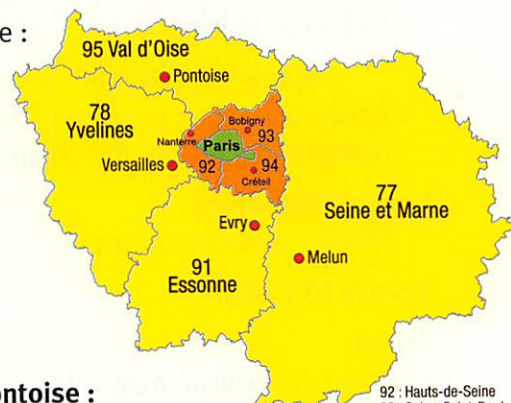 e :
95 Val d'Oise
Pontoise
78
Yvelines
Bobigny
93
Nanterre
Paris
Versailles
92
94
Créteil
77
Seine et Marne
Evry
Melun
91
Essonne
ontoise :
92 : Hauts-de-Seine